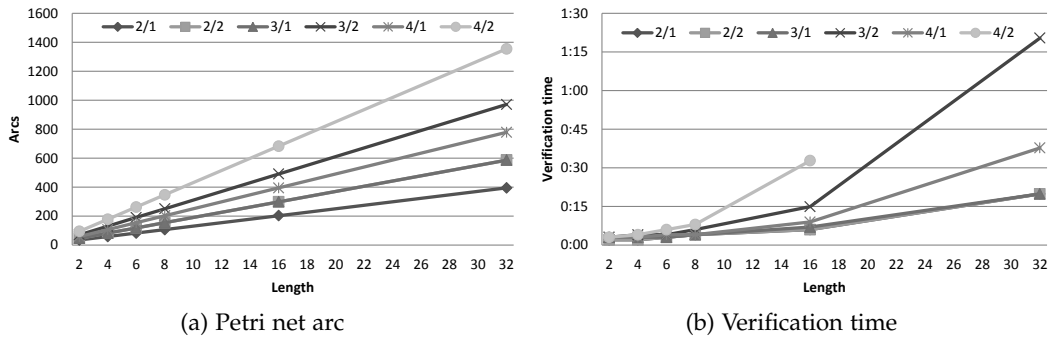 1600
1400
1200
1000
800
600
400
200
0
Arcs
2/1 2/2 3/1 3/2 4/1 4/2
2 4 6 8 10 12 14 16 18 20 22 24 26 28 30 32
Length
(a) Petri net arc
1:30
1:15
1:00
0:45
0:30
0:15
0:00
Verification time
2/1 2/2 3/1 3/2 4/1 4/2
2 4 6 8 10 12 14 16 18 20 22 24 26 28 30 32
Length
(b) Verification time